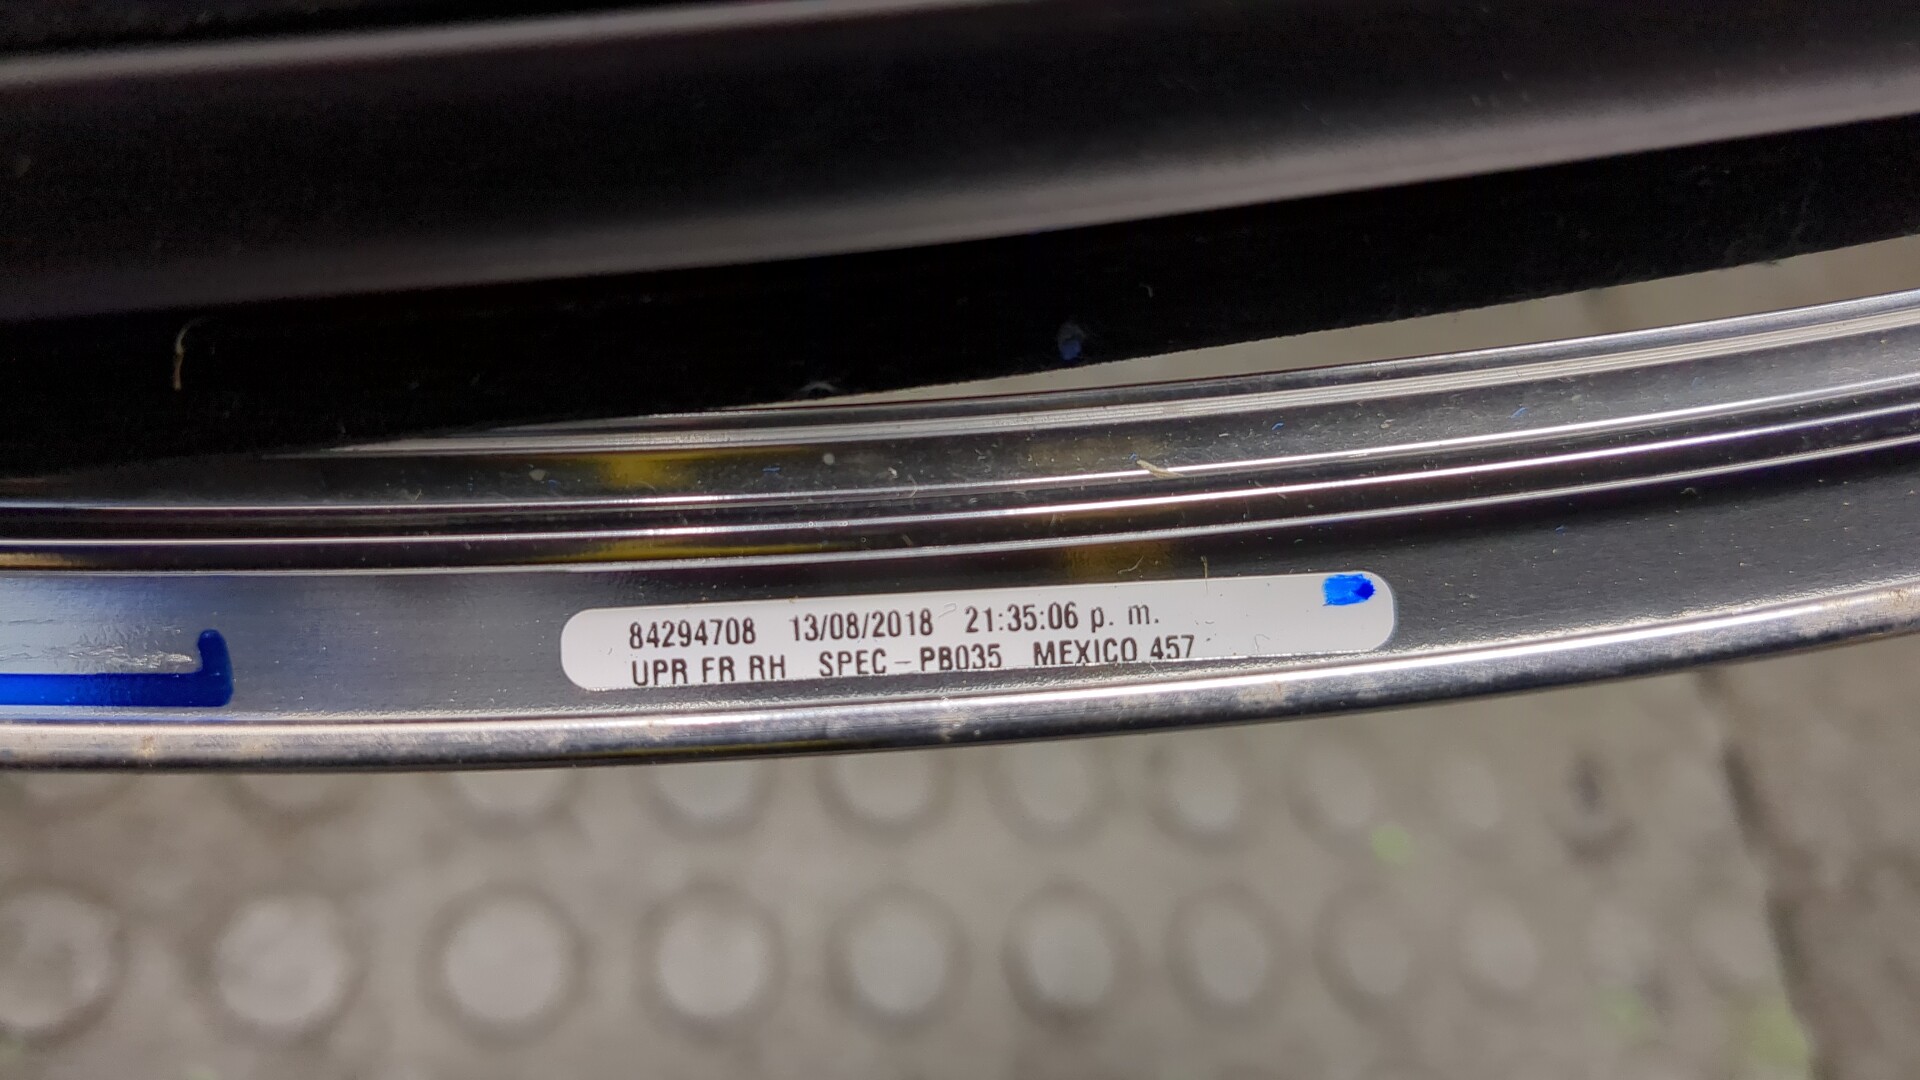 84294708 13/08/2018 21:35:06 p. m.
UPR FR RH SPEC-PB035 MEXICO 457